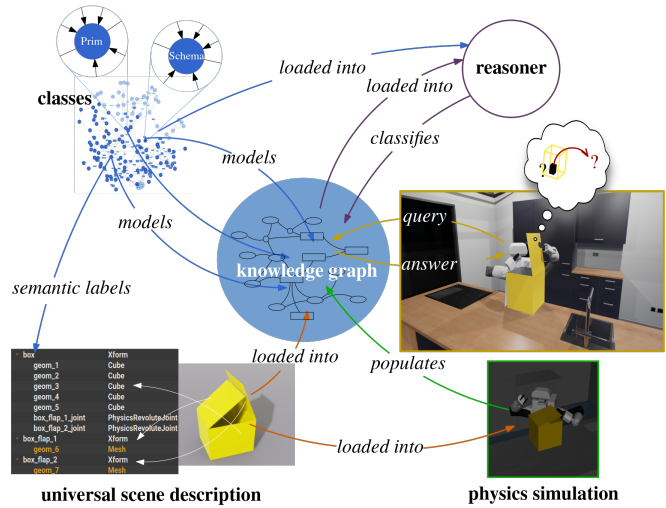 Prim
Schema
classes
loaded into
loaded into
reasoner
classifies
models
models
?
?
query
knowledge graph
answer
semantic labels
loaded into
populates
box Xform
geom_1 Cube
geom_2 Cube
geom_3 Cube
geom_4 Cube
geom_5 Cube
box_flap_1_joint PhysicsRevoluteJoint
box_flap_2_joint PhysicsRevoluteJoint
box_flap_1 Xform
geom_6 Mesh
box_flap_2 Xform
geom_7 Mesh
loaded into
universal scene description
physics simulation